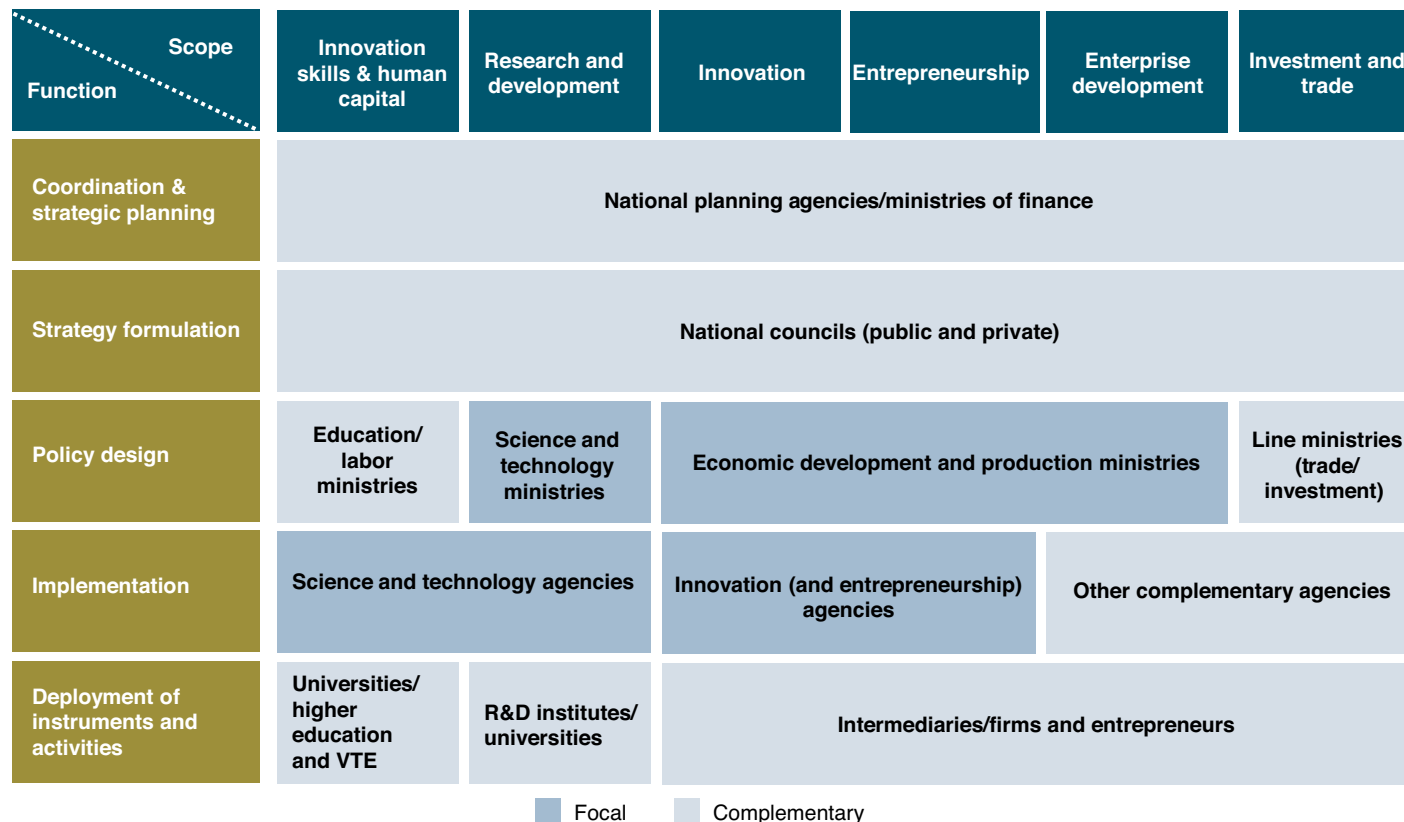 Scope
Function
Innovation
skills & human
capital
Research and
development
Innovation
Entrepreneurship
Enterprise
development
Investment and
trade
Coordination &
strategic planning
National planning agencies/ministries of finance
Strategy formulation
National councils (public and private)
Policy design
Education/
labor
ministries
Science and
technology
ministries
Economic development and production ministries
Line ministries
(trade/
investment)
Implementation
Science and technology agencies
Innovation (and entrepreneurship)
agencies
Other complementary agencies
Deployment of
instruments and
activities
Universities/
higher
education
and VTE
R&D institutes/
universities
Intermediaries/firms and entrepreneurs
Focal
Complementary